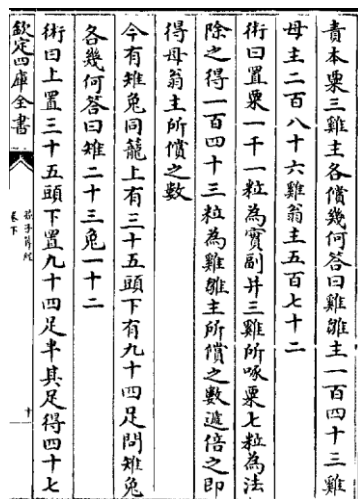 責本粟三雞主各償幾何答曰雞雛主一百四十三雞
母主二百八十六雞翁主五百七十二
術曰置粟一千一粒為實副并三雞所啄粟七粒為法
除之得一百四十三粒為雞雛主所償之數遞倍之即
得母翁主所償之數
今有雉兔同籠上有三十五頭下有九十四足問雉兔
各幾何答曰雉二十三兔一十二
術曰上置三十五頭下置九十四足半其足得四十七
欽定四庫全書
孫子算經
卷下
十